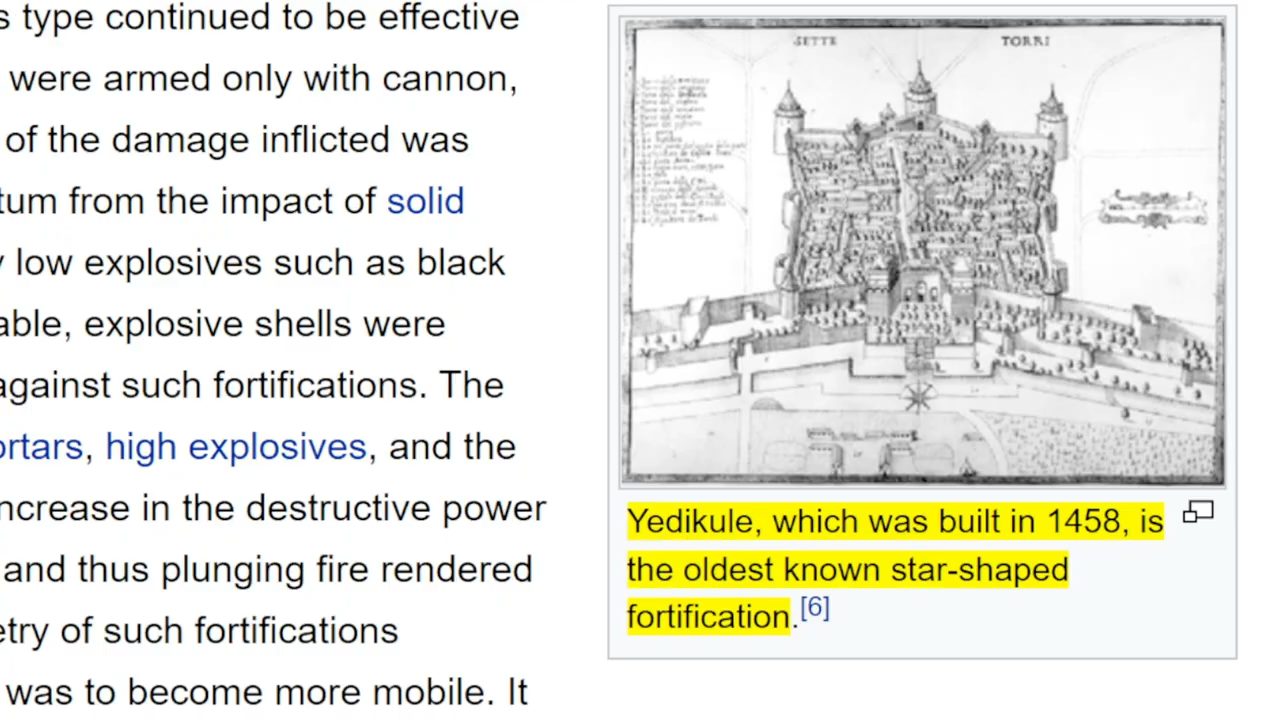 s type continued to be effective
were armed only with cannon,
of the damage inflicted was
tum from the impact of solid
low explosives such as black
able, explosive shells were
against such fortifications. The
ortars, high explosives, and the
ncrease in the destructive power
and thus plunging fire rendered
etry of such fortifications
was to become more mobile. It
SETTE TORRI
Yedikule, which was built in 1458, is
the oldest known star-shaped
fortification.[6]